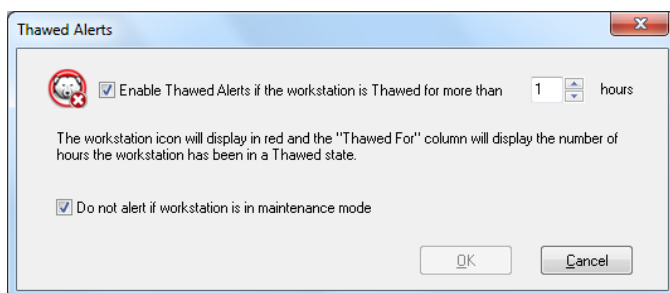 Thawed Alerts
Enable Thawed Alerts if the workstation is Thawed for more than 1 hours
The workstation icon will display in red and the "Thawed For" column will display the number of
hours the workstation has been in a Thawed state.
Do not alert if workstation is in maintenance mode
OK Cancel